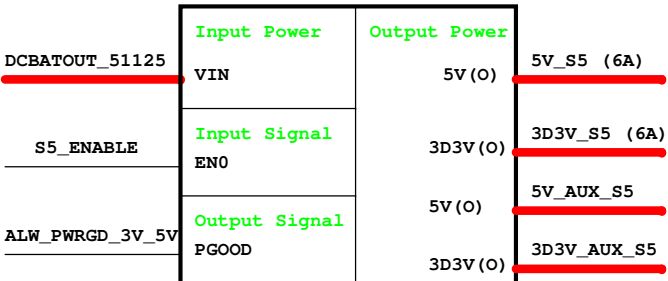 Input Power
Output Power
DCBATOUT_51125
VIN
5V(O)
5V_S5 (6A)
Input Signal
S5_ENABLE
EN0
3D3V(O)
3D3V_S5 (6A)
5V(O)
5V_AUX_S5
Output Signal
ALW_PWRGD_3V_5V
PGOOD
3D3V(O)
3D3V_AUX_S5